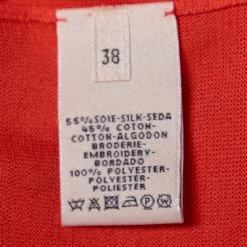 38
55%SOIE-SILK-SEDA
45% COTON-
COTTON-ALGODON
BRODERIE-
EMBROIDERY-
BORDADO
100% POLYESTER-
POLYESTER-
POLIESTER